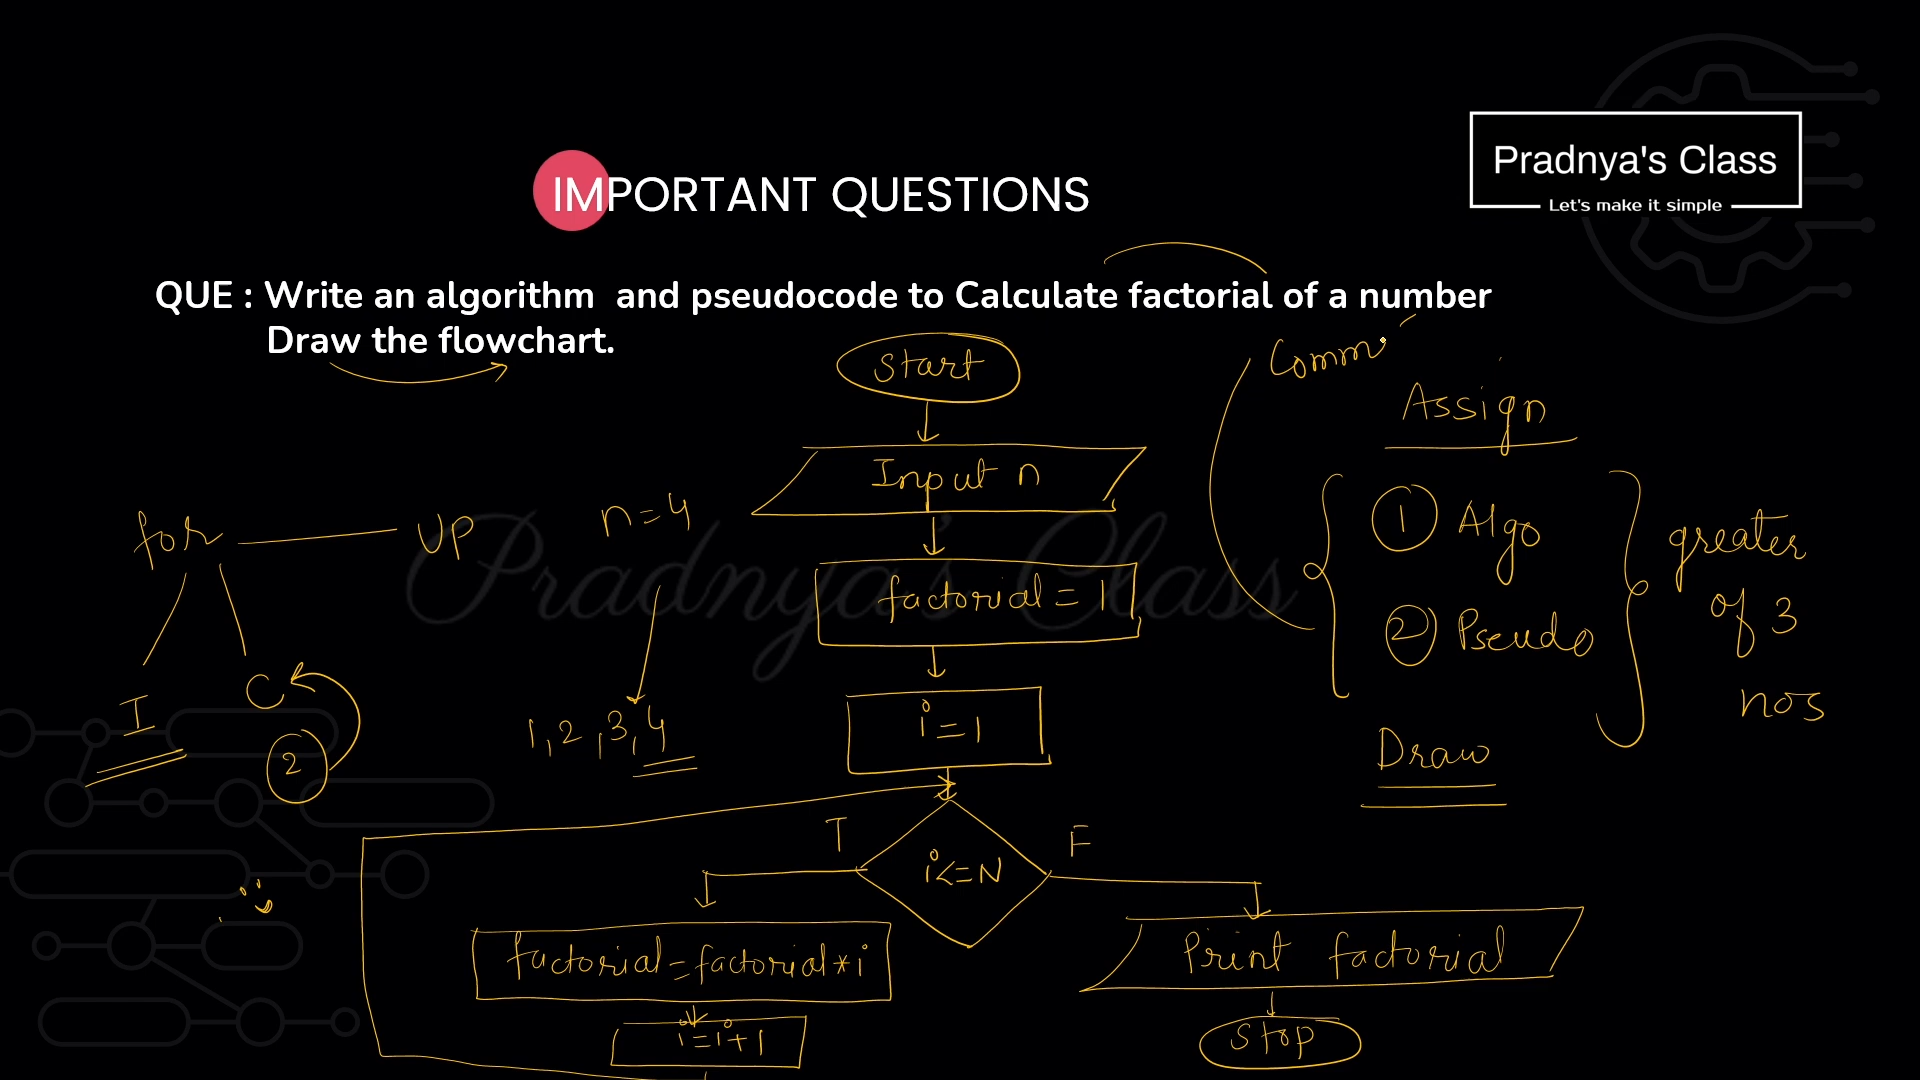 Pradnya's Class
Let's make it simple
IMPORTANT QUESTIONS
QUE : Write an algorithm and pseudocode to Calculate factorial of a number
Draw the flowchart.
Start
Comm
Assign
Input n
for
UP
n=4
1 Algo
greater
of 3
nos
factorial = 1
2 Pseudo
I
C
2
1,2,3,4
i=1
Draw
T
i<=N
F
factorial=factorial*i
Print factorial
i=i+1
Stop
Pradnya's Class